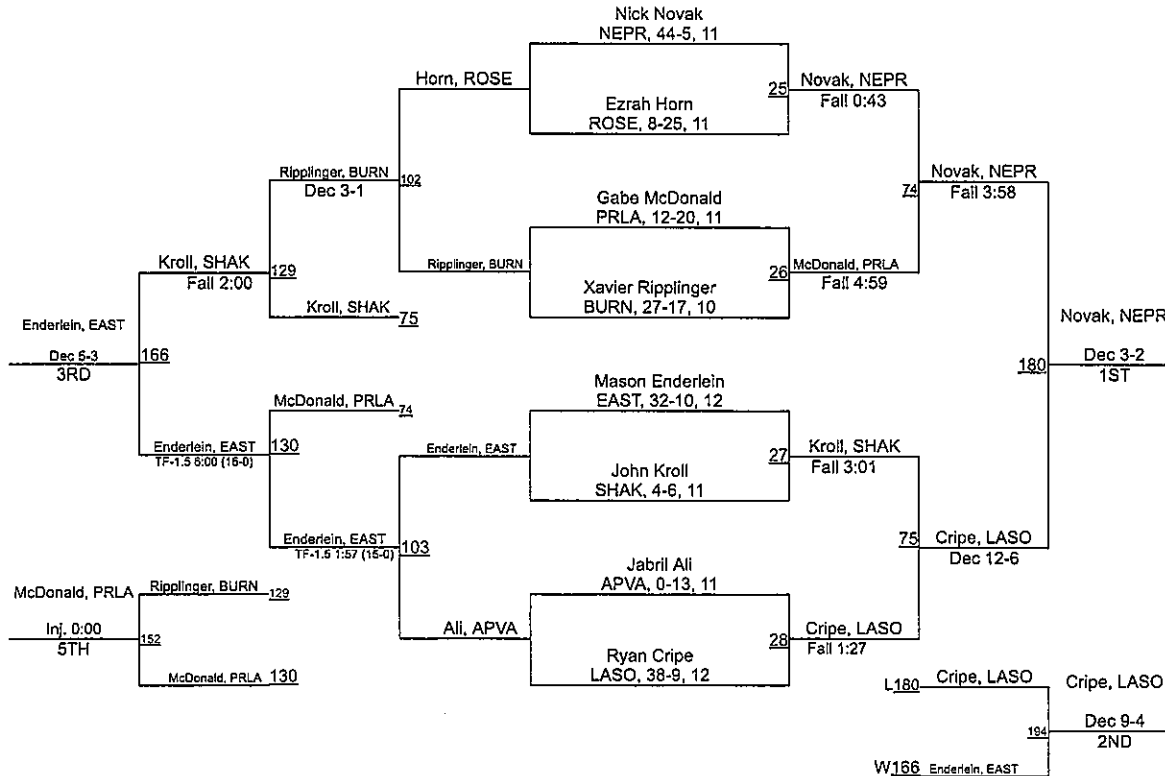 Nick Novak
NEPR, 44-5, 11
Horn, ROSE
25
Novak, NEPR
Fall 0:43
Ezrah Horn
ROSE, 8-25, 11
Ripplinger, BURN
Dec 3-1
102
74
Novak, NEPR
Fall 3:58
Gabe McDonald
PRLA, 12-20, 11
Kroll, SHAK
Fall 2:00
129
Ripplinger, BURN
26
McDonald, PRLA
Fall 4:59
Xavier Ripplinger
BURN, 27-17, 10
Kroll, SHAK
75
Enderlein, EAST
Dec 5-3
3RD
166
180
Novak, NEPR
Dec 3-2
1ST
Mason Enderlein
EAST, 32-10, 12
McDonald, PRLA
74
Enderlein, EAST
TF-1.5 6:00 (16-0)
130
Enderlein, EAST
27
Kroll, SHAK
Fall 3:01
John Kroll
SHAK, 4-6, 11
Enderlein, EAST
TF-1.5 1:57 (15-0)
103
75
Cripe, LASO
Dec 12-6
Jabril Ali
APVA, 0-13, 11
McDonald, PRLA
Inj. 0:00
5TH
Ripplinger, BURN
129
152
McDonald, PRLA
130
Ali, APVA
28
Cripe, LASO
Fall 1:27
Ryan Cripe
LASO, 38-9, 12
L180
Cripe, LASO
Cripe, LASO
194
Dec 9-4
2ND
W166
Enderlein, EAST